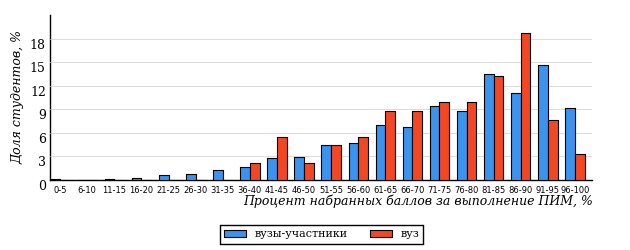 Доля студентов, %
18
15
12
9
6
3
0
0-5 6-10 11-15 16-20 21-25 26-30 31-35 36-40 41-45 46-50 51-55 56-60 61-65 66-70 71-75 76-80 81-85 86-90 91-95 96-100
Процент набранных баллов за выполнение ПИМ, %
вузы-участники вуз